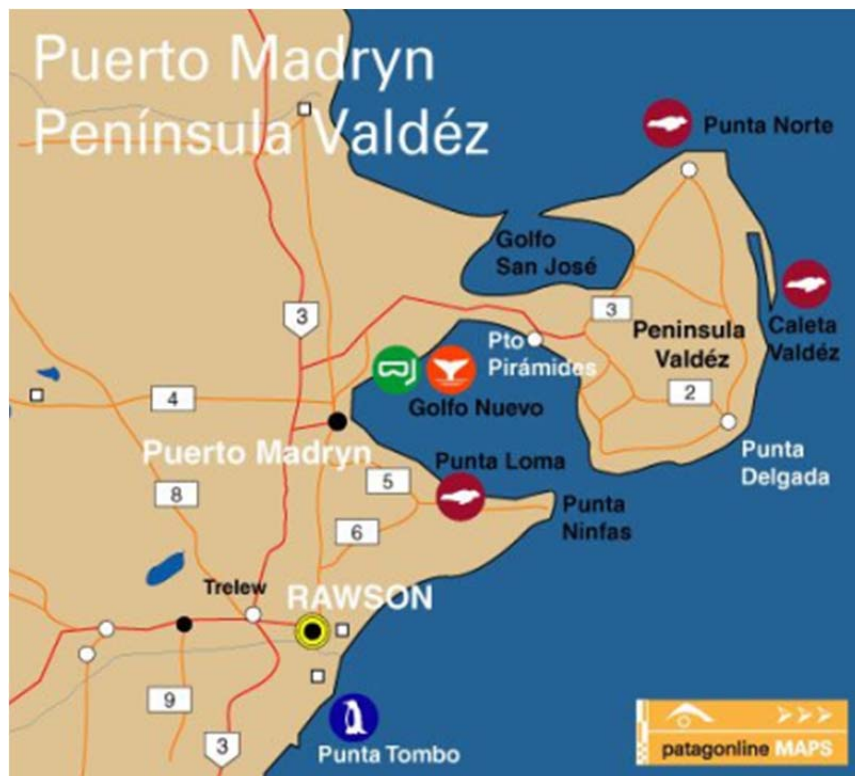 Puerto Madryn
Península Valdéz
Punta Norte
Golfo
San José
3
3
Peninsula
Valdéz
Caleta
Valdéz
Pto
Pirámides
4
2
Golfo Nuevo
Puerto Madryn
Punta Loma
Punta
Delgada
5
8
Punta
Ninfas
6
Trelew
RAWSON
9
3
Punta Tombo
patagonline MAPS